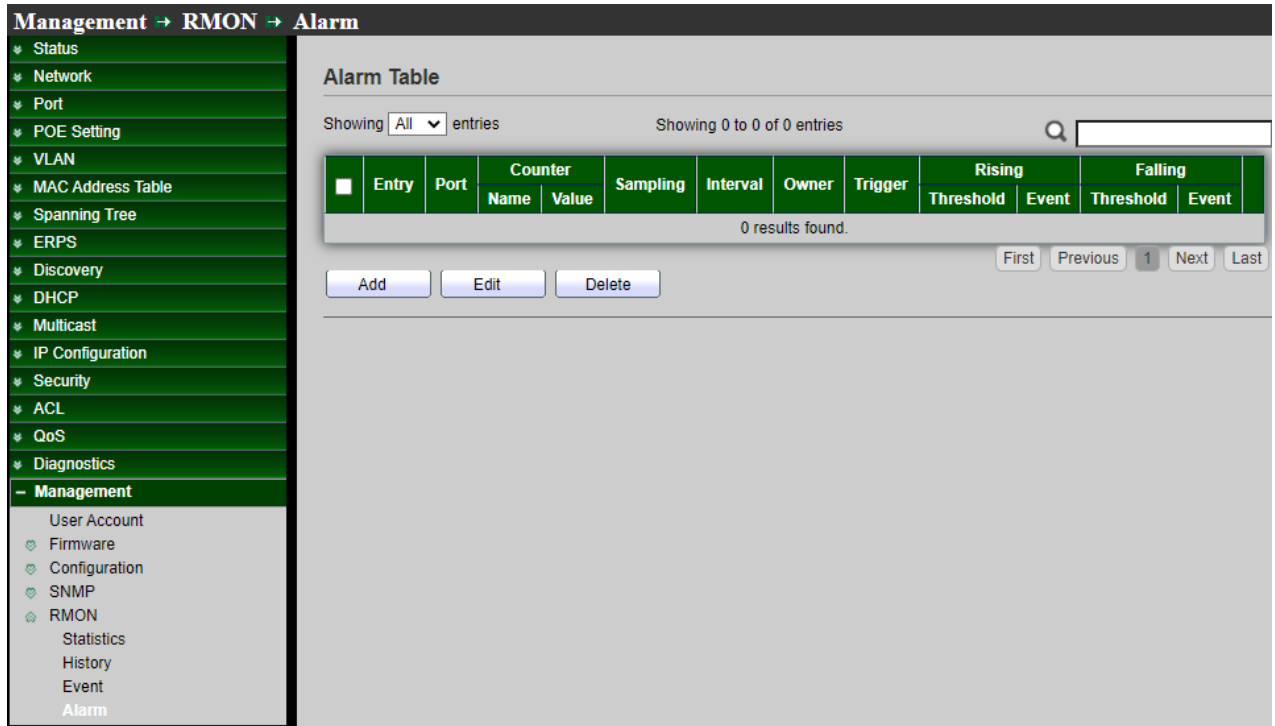 Management → RMON → Alarm
Status
Network
Port
POE Setting
VLAN
MAC Address Table
Spanning Tree
ERPS
Discovery
DHCP
Multicast
IP Configuration
Security
ACL
QoS
Diagnostics
Management
User Account
Firmware
Configuration
SNMP
RMON
Statistics
History
Event
Alarm
Alarm Table
Showing All entries Showing 0 to 0 of 0 entries
Entry Port Counter Sampling Interval Owner Trigger Rising Falling
Name Value Threshold Event Threshold Event
0 results found.
First Previous 1 Next Last
Add Edit Delete